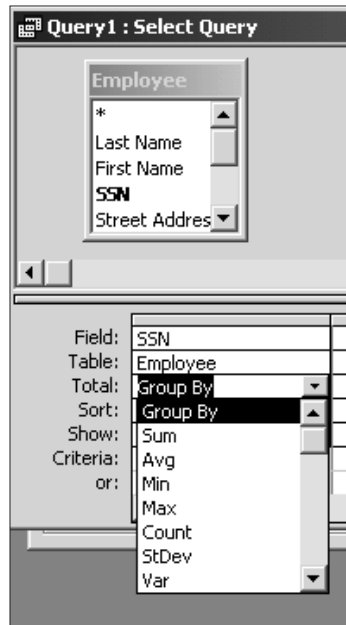 Query1 : Select Query
Employee
*
Last Name
First Name
SSN
Street Addres
Field: SSN
Table: Employee
Total: Group By
Sort: Group By
Show: Sum
Criteria: Avg
or: Min
Max
Count
StDev
Var